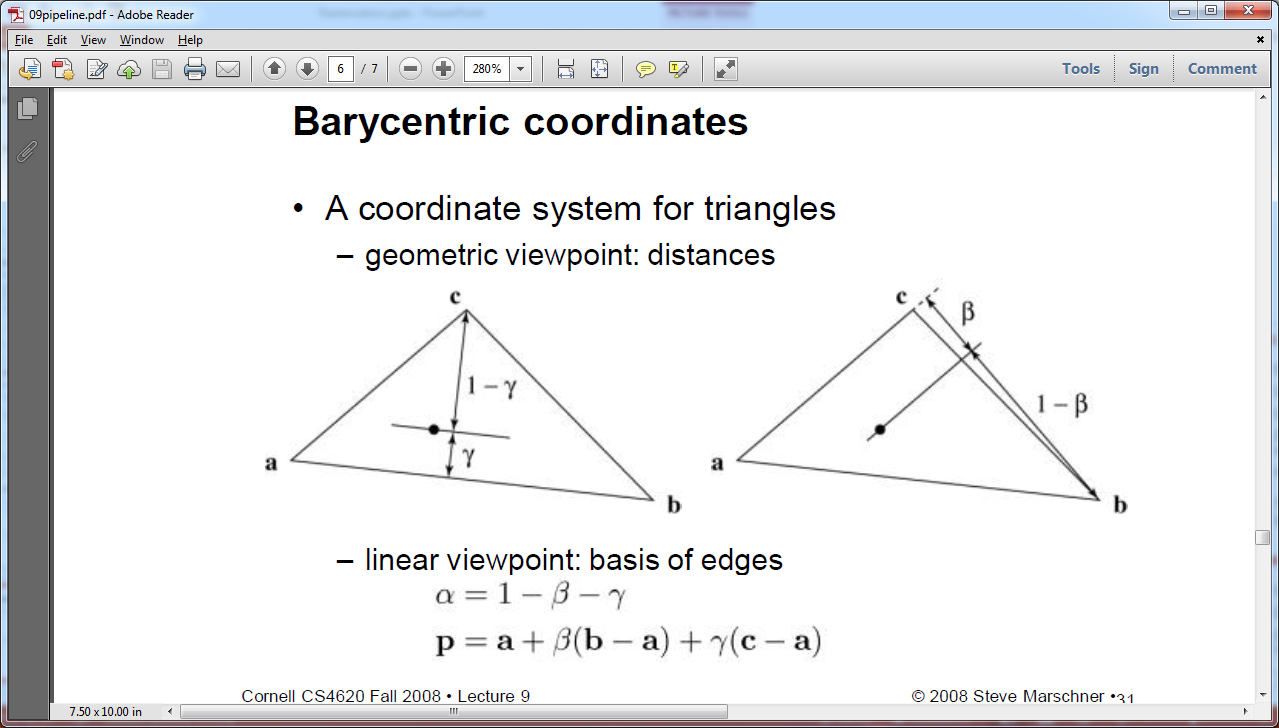 09pipeline.pdf - Adobe Reader
File Edit View Window Help
6 / 7 280% Tools Sign Comment
Barycentric coordinates
• A coordinate system for triangles
– geometric viewpoint: distances
c
1 – γ
γ
a
b
c
β
1 – β
a
b
– linear viewpoint: basis of edges
α = 1 − β − γ
p = a + β(b − a) + γ(c − a)
Cornell CS4620 Fall 2008 • Lecture 9
© 2008 Steve Marschner •31
7.50 x 10.00 in